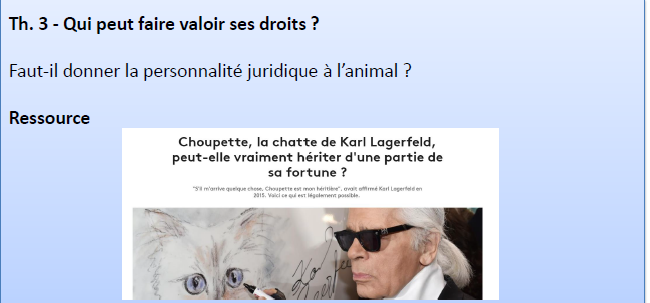 Th. 3 - Qui peut faire valoir ses droits ?
Faut-il donner la personnalité juridique à l'animal ?
Ressource
Choupette, la chatte de Karl Lagerfeld,
peut-elle vraiment hériter d'une partie de
sa fortune ?
"S'il m'arrive quelque chose, Choupette est mon héritière", avait affirmé Karl Lagerfeld en
2015. Voici ce qui est légalement possible.